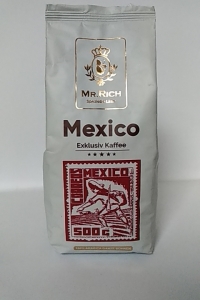 MR. RICH
Mexico
Exklusiv Kaffee
CORREOS
MEXICO
500 G